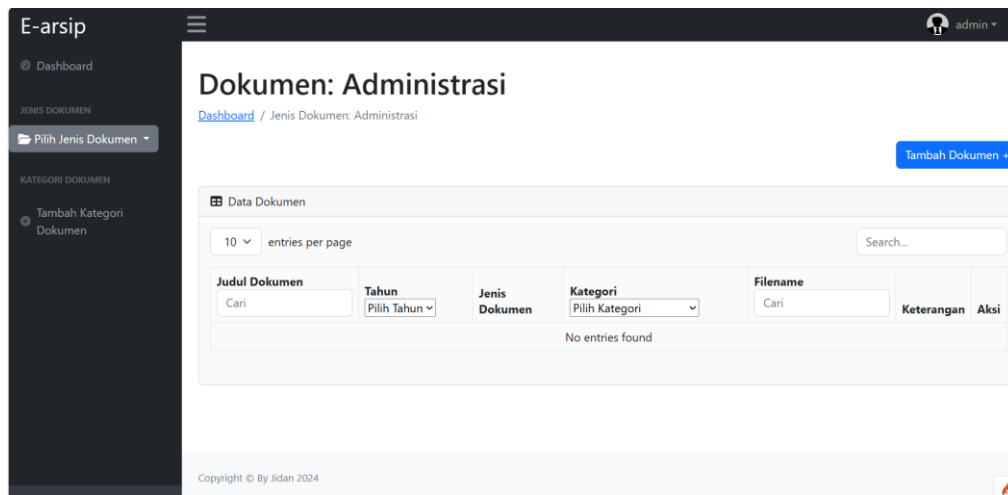 E-arsip
admin
Dashboard
JENIS DOKUMEN
Pilih Jenis Dokumen
KATEGORI DOKUMEN
Tambah Kategori
Dokumen
Dokumen: Administrasi
Dashboard / Jenis Dokumen: Administrasi
Tambah Dokumen +
Data Dokumen
10 entries per page
Search...
Judul Dokumen
Cari
Tahun
Pilih Tahun
Jenis
Dokumen
Kategori
Pilih Kategori
Filename
Cari
Keterangan
Aksi
No entries found
Copyright © By Jidan 2024